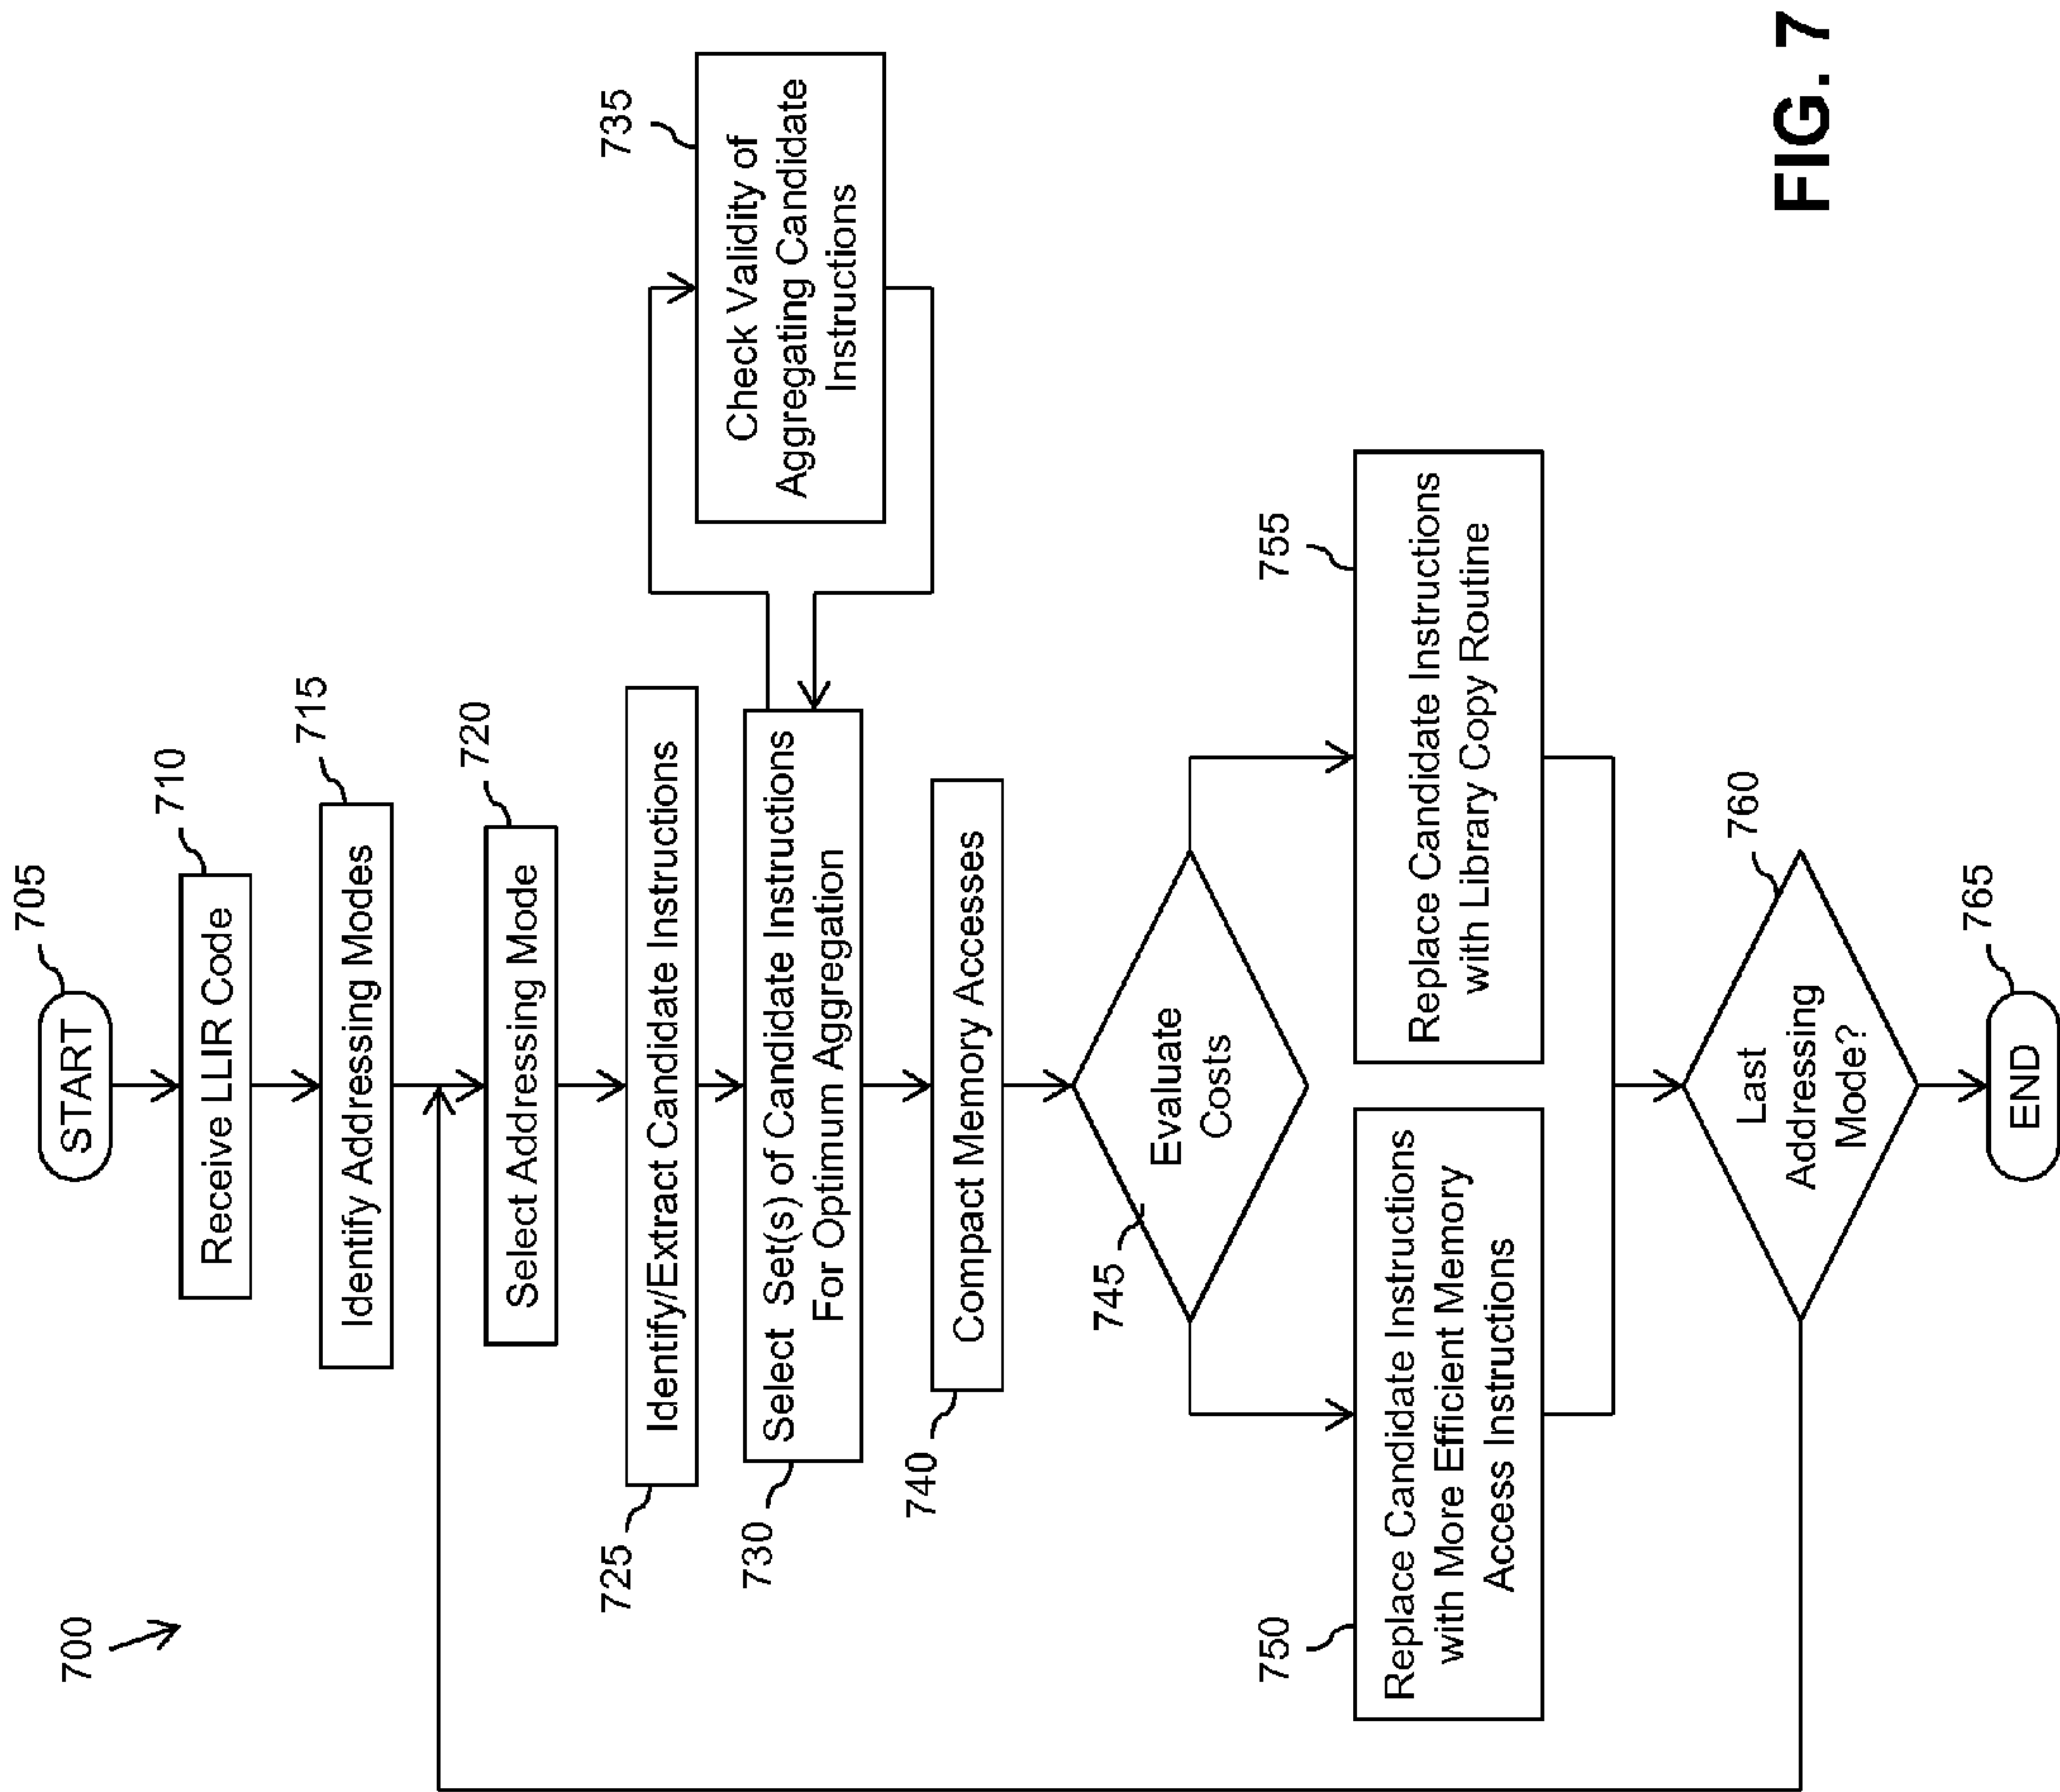 700
START
705
Receive LLIR Code
710
Identify Addressing Modes
715
Select Addressing Mode
720
Identify/Extract Candidate Instructions
725
Select Set(s) of Candidate Instructions
For Optimum Aggregation
730
Check Validity of
Aggregating Candidate
Instructions
735
Compact Memory Accesses
740
Evaluate
Costs
745
Replace Candidate Instructions
with More Efficient Memory
Access Instructions
750
Replace Candidate Instructions
with Library Copy Routine
755
Last
Addressing
Mode?
760
END
765
FIG. 7